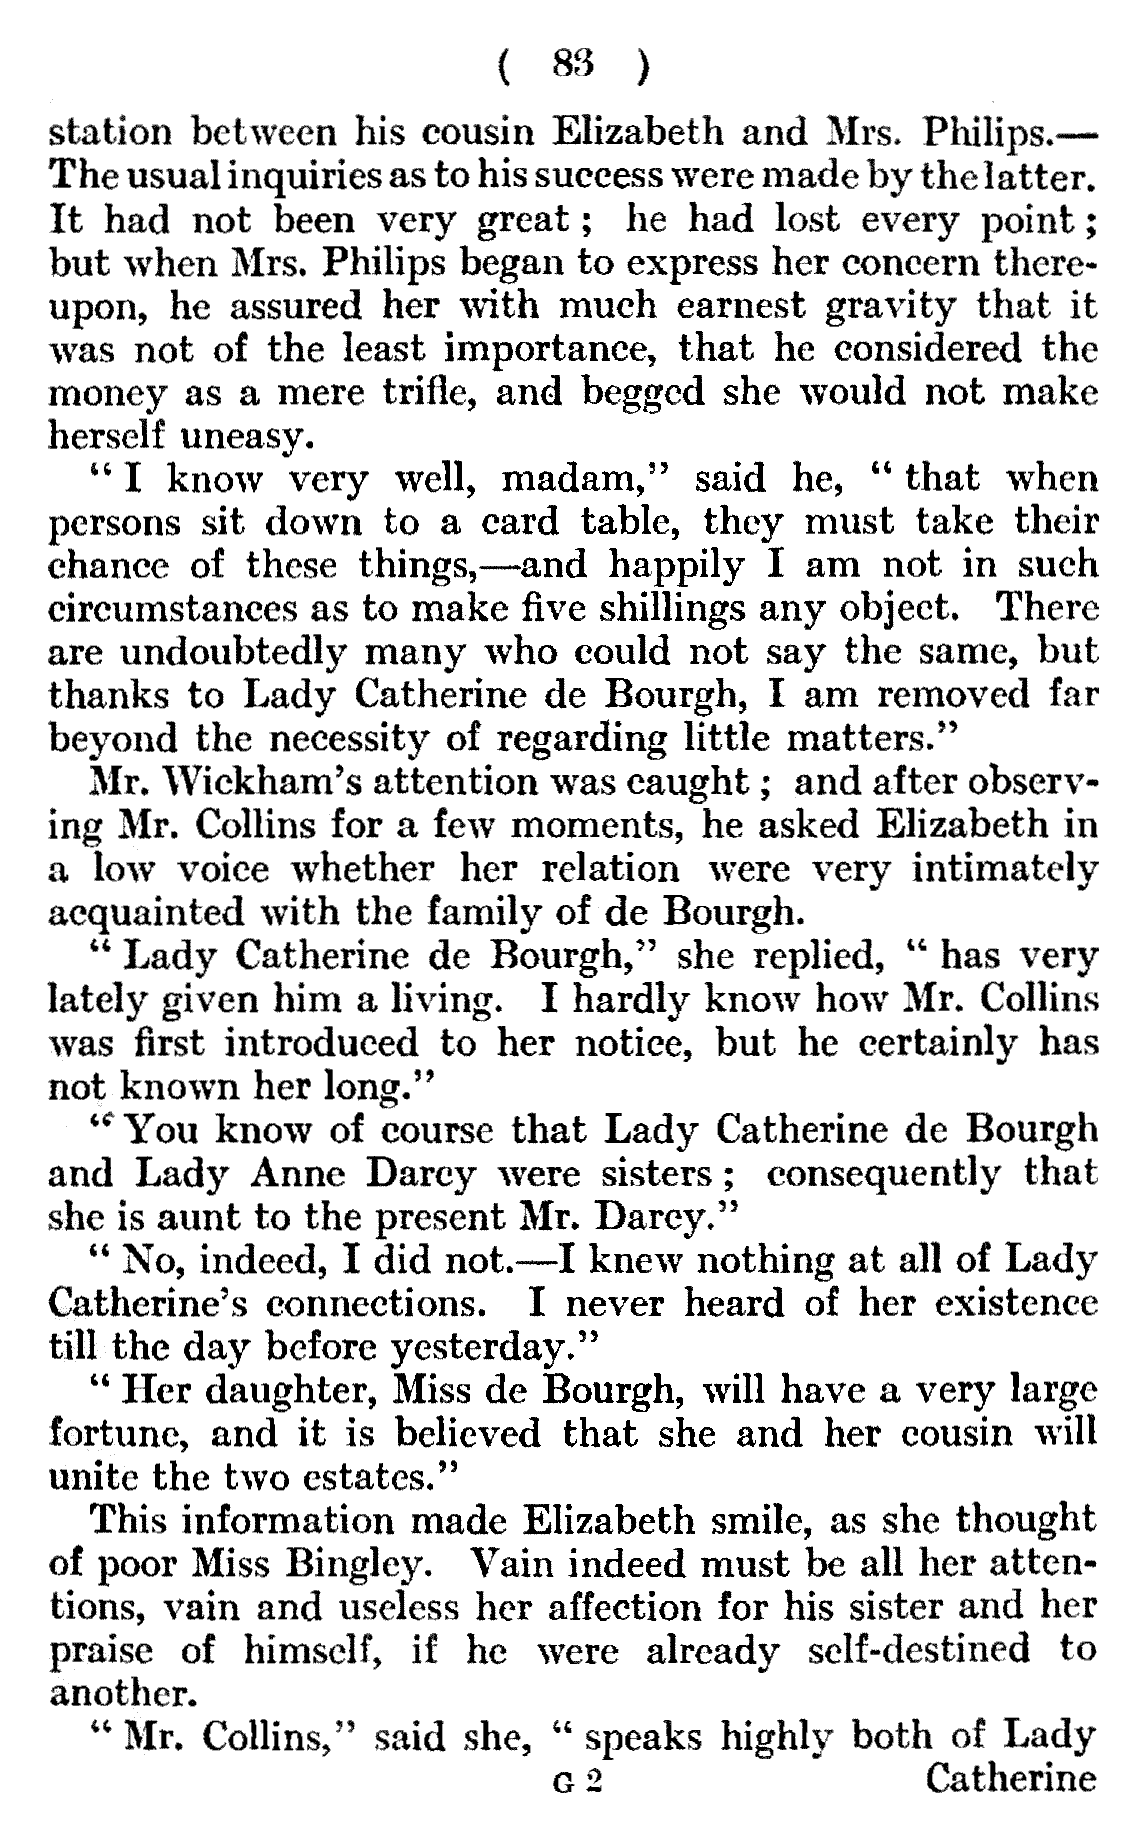 ( 83 )
station between his cousin Elizabeth and Mrs. Philips.—
The usual inquiries as to his success were made by the latter.
It had not been very great ; he had lost every point ;
but when Mrs. Philips began to express her concern there-
upon, he assured her with much earnest gravity that it
was not of the least importance, that he considered the
money as a mere trifle, and begged she would not make
herself uneasy.
“ I know very well, madam,” said he, “ that when
persons sit down to a card table, they must take their
chance of these things,—and happily I am not in such
circumstances as to make five shillings any object. There
are undoubtedly many who could not say the same, but
thanks to Lady Catherine de Bourgh, I am removed far
beyond the necessity of regarding little matters.”
Mr. Wickham’s attention was caught ; and after observ-
ing Mr. Collins for a few moments, he asked Elizabeth in
a low voice whether her relation were very intimately
acquainted with the family of de Bourgh.
“ Lady Catherine de Bourgh,” she replied, “ has very
lately given him a living. I hardly know how Mr. Collins
was first introduced to her notice, but he certainly has
not known her long.”
“ You know of course that Lady Catherine de Bourgh
and Lady Anne Darcy were sisters ; consequently that
she is aunt to the present Mr. Darcy.”
“ No, indeed, I did not.—I knew nothing at all of Lady
Catherine’s connections. I never heard of her existence
till the day before yesterday.”
“ Her daughter, Miss de Bourgh, will have a very large
fortune, and it is believed that she and her cousin will
unite the two estates.”
This information made Elizabeth smile, as she thought
of poor Miss Bingley. Vain indeed must be all her atten-
tions, vain and useless her affection for his sister and her
praise of himself, if he were already self-destined to
another.
“ Mr. Collins,” said she, “ speaks highly both of Lady
G 2 Catherine